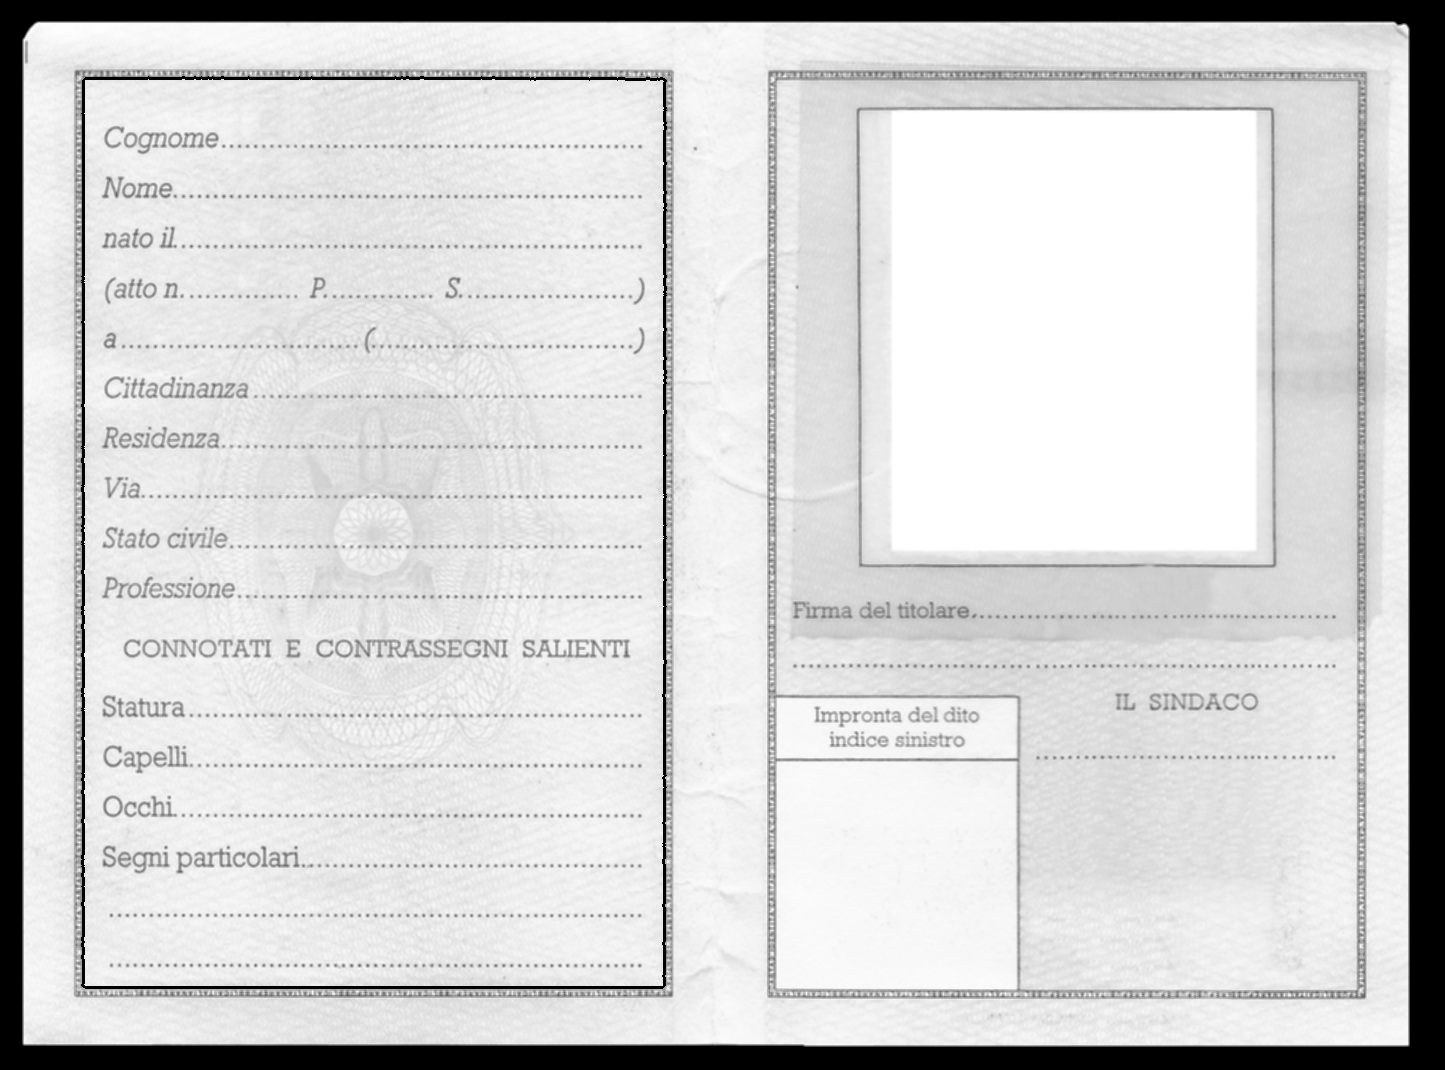 Cognome
Nome
nato il
(atto n. P. S. )
a ( )
Cittadinanza
Residenza
Via
Stato civile
Professione
CONNOTATI E CONTRASSEGNI SALIENTI
Statura
Capelli
Occhi
Segni particolari
Firma del titolare
IL SINDACO
Impronta del dito
indice sinistro